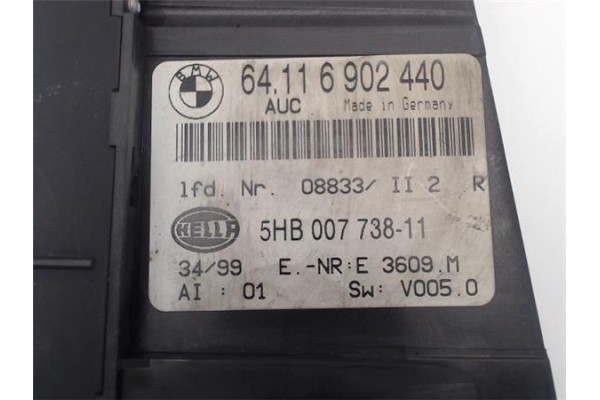 BMW
64.11 6 902 440
AUC Made in Germany
lfd. Nr. 08833/ II 2 R
HELLA 5HB 007 738-11
34/99 E.-NR:E 3609.M
AI : 01 Sw: V005.0